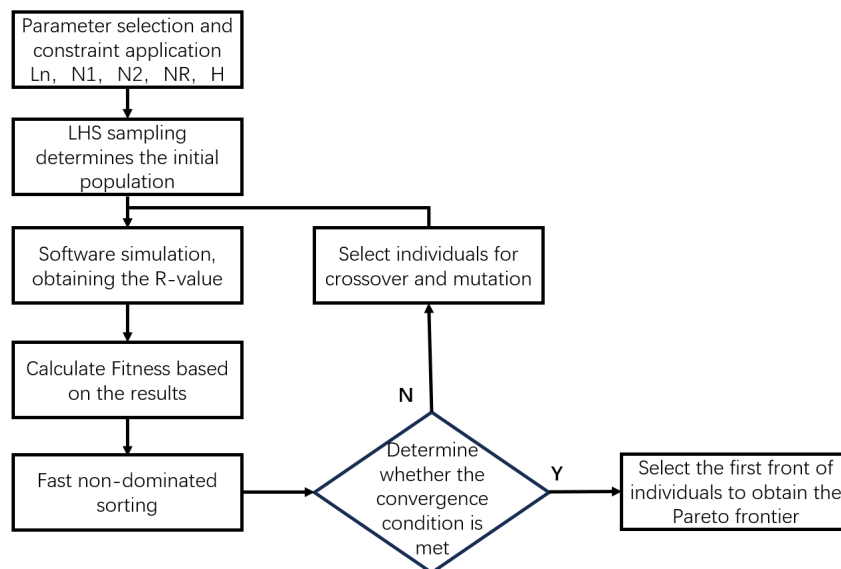 Parameter selection and
constraint application
Ln, N1, N2, NR, H
LHS sampling
determines the initial
population
Software simulation,
obtaining the R-value
Select individuals for
crossover and mutation
Calculate Fitness based
on the results
N
Fast non-dominated
sorting
Determine
whether the
convergence
condition is
met
Y
Select the first front of
individuals to obtain the
Pareto frontier